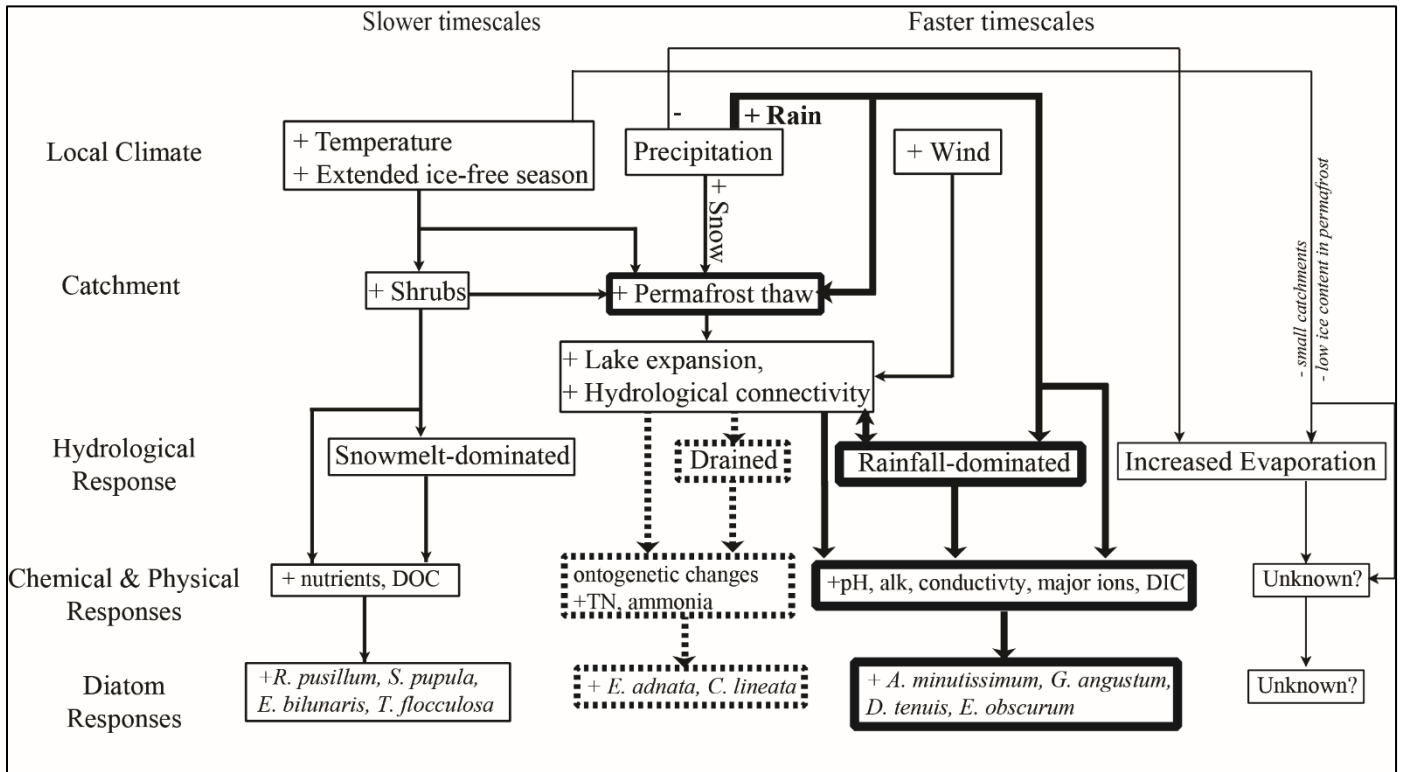 Slower timescales
Faster timescales
Local Climate
+ Temperature
+ Extended ice-free season
-
+ Rain
Precipitation
+ Snow
+ Wind
- small catchments
- low ice content in permafrost
Catchment
+ Shrubs
+ Permafrost thaw
+ Lake expansion,
+ Hydrological connectivity
Hydrological
Response
Snowmelt-dominated
Drained
Rainfall-dominated
Increased Evaporation
Chemical & Physical
Responses
+ nutrients, DOC
ontogenetic changes
+TN, ammonia
+pH, alk, conductivty, major ions, DIC
Unknown?
Diatom
Responses
+R. pusillum, S. pupula,
E. bilunaris, T. flocculosa
+ E. adnata, C. lineata
+ A. minutissimum, G. angustum,
D. tenuis, E. obscurum
Unknown?